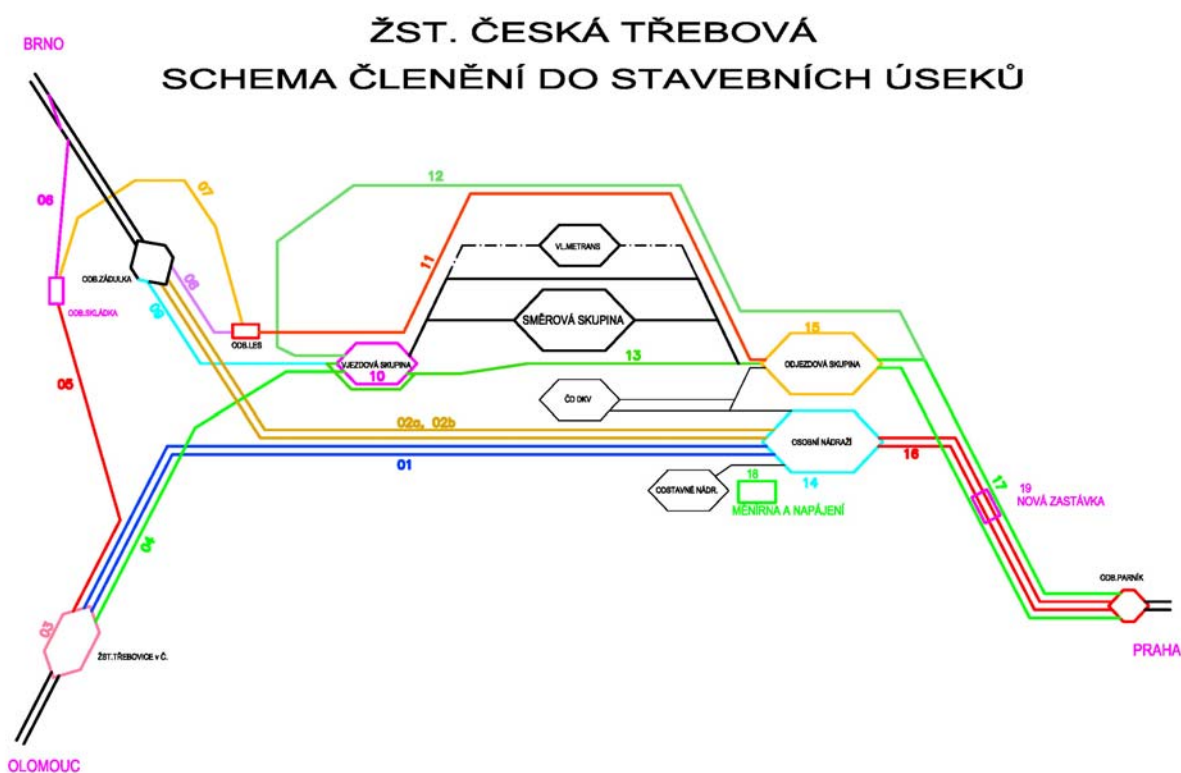 ŽST. ČESKÁ TŘEBOVÁ
SCHEMA ČLENĚNÍ DO STAVEBNÍCH ÚSEKŮ
BRNO
06
07
12
ODB.ZÁDULKA
08
09
ODB.SKLÁDKA
ODB.LES
11
VL.METRANS
SMĚROVÁ SKUPINA
VJEZDOVÁ SKUPINA
10
13
15
ODJEZDOVÁ SKUPINA
05
ČD DKV
02a, 02b
01
OSOBNÍ NÁDRAŽÍ
14
16
ODSTAVNÉ NÁDR.
18
MĚNÍRNA A NAPÁJENÍ
17
19
NOVÁ ZASTÁVKA
04
03
ŽST.TŘEBOVICE v Č.
ODB.PARNÍK
PRAHA
OLOMOUC